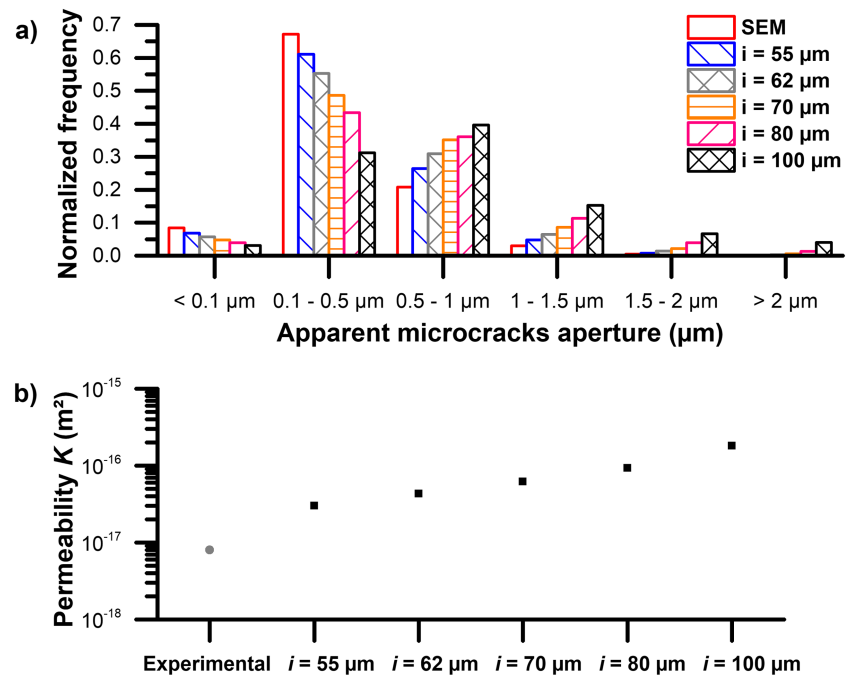 a)
Normalized frequency
0.7
0.6
0.5
0.4
0.3
0.2
0.1
0.0
SEM
i = 55 µm
i = 62 µm
i = 70 µm
i = 80 µm
i = 100 µm
< 0.1 µm 0.1 - 0.5 µm 0.5 - 1 µm 1 - 1.5 µm 1.5 - 2 µm > 2 µm
Apparent microcracks aperture (µm)
b)
Permeability K (m²)
10⁻¹⁵
10⁻¹⁶
10⁻¹⁷
10⁻¹⁸
Experimental i = 55 µm i = 62 µm i = 70 µm i = 80 µm i = 100 µm